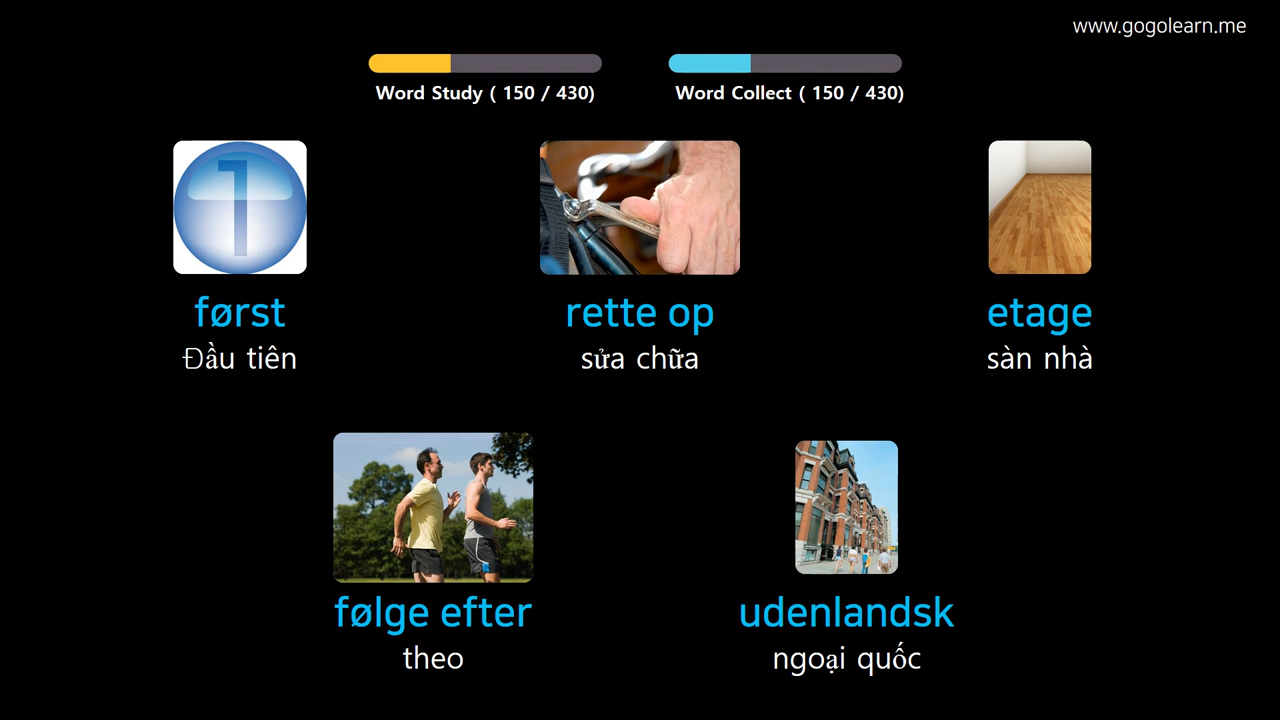 www.gogolearn.me
Word Study ( 150 / 430)
Word Collect ( 150 / 430)
1
først
rette op
etage
Đầu tiên
sửa chữa
sàn nhà
følge efter
udenlandsk
theo
ngoại quốc